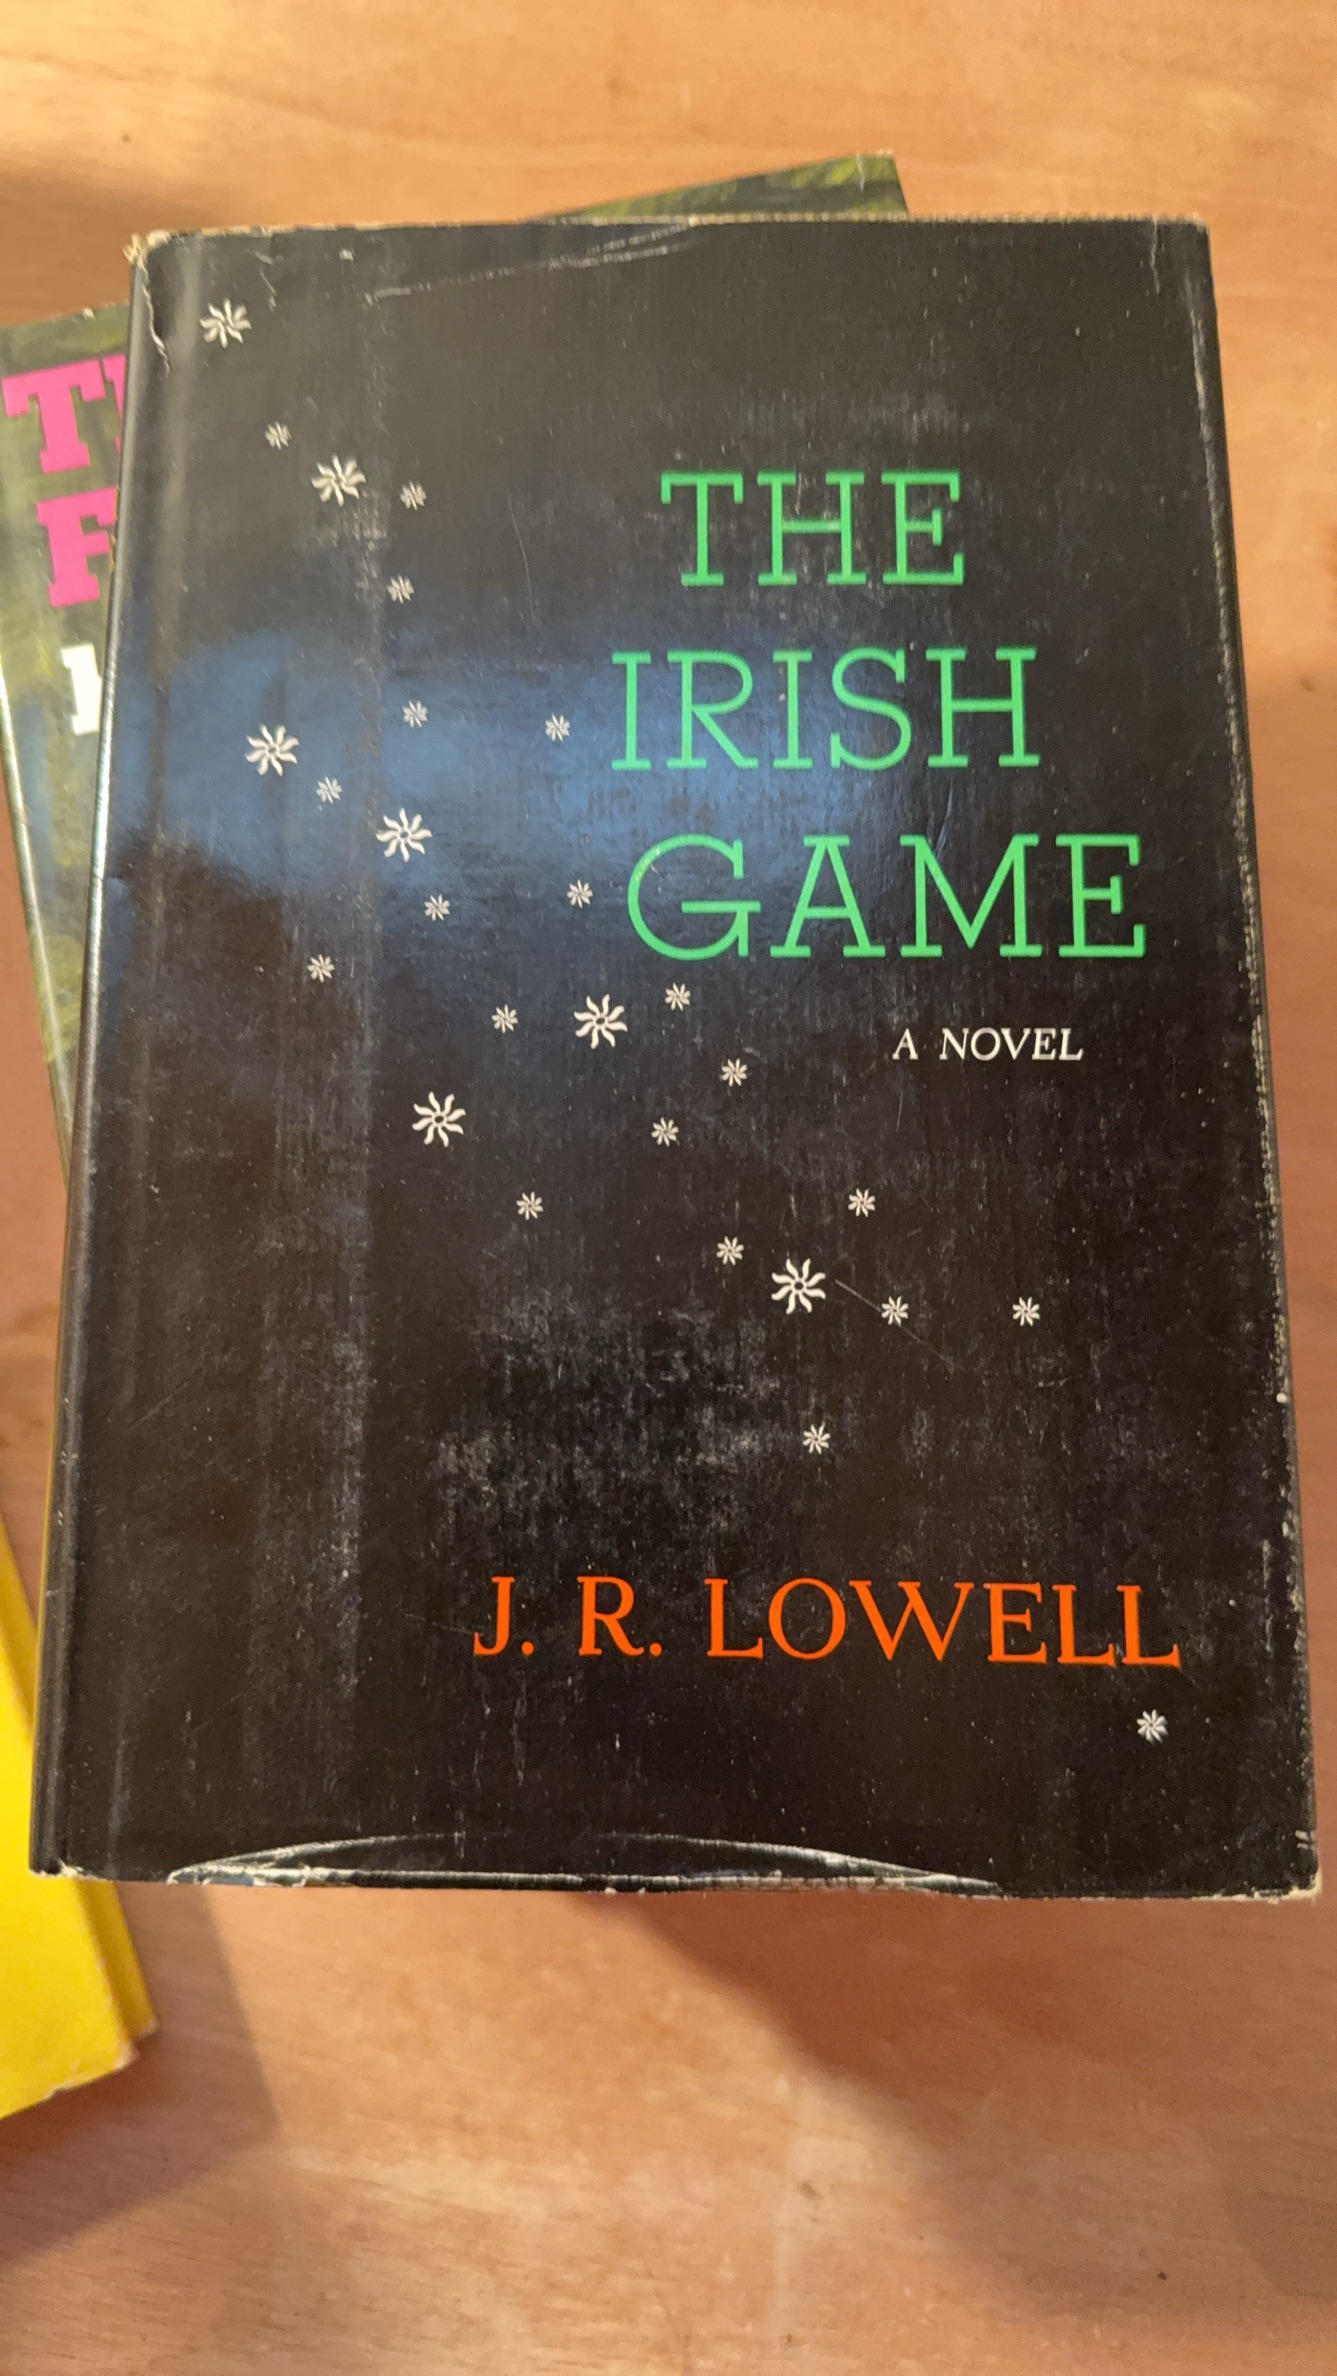 THE
IRISH
GAME
A NOVEL
J. R. LOWELL